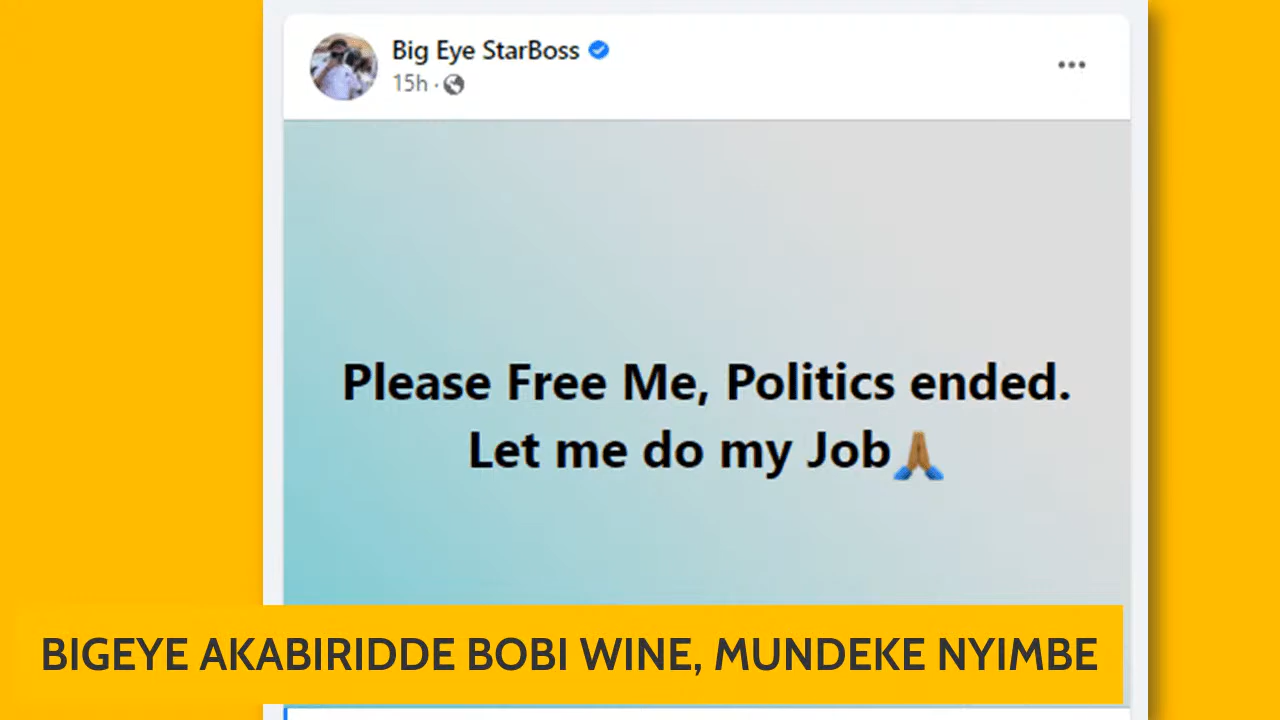 Big Eye StarBoss
15h ·
Please Free Me, Politics ended.
Let me do my Job🙏🏽
BIGEYE AKABIRIDDE BOBI WINE, MUNDEKE NYIMBE